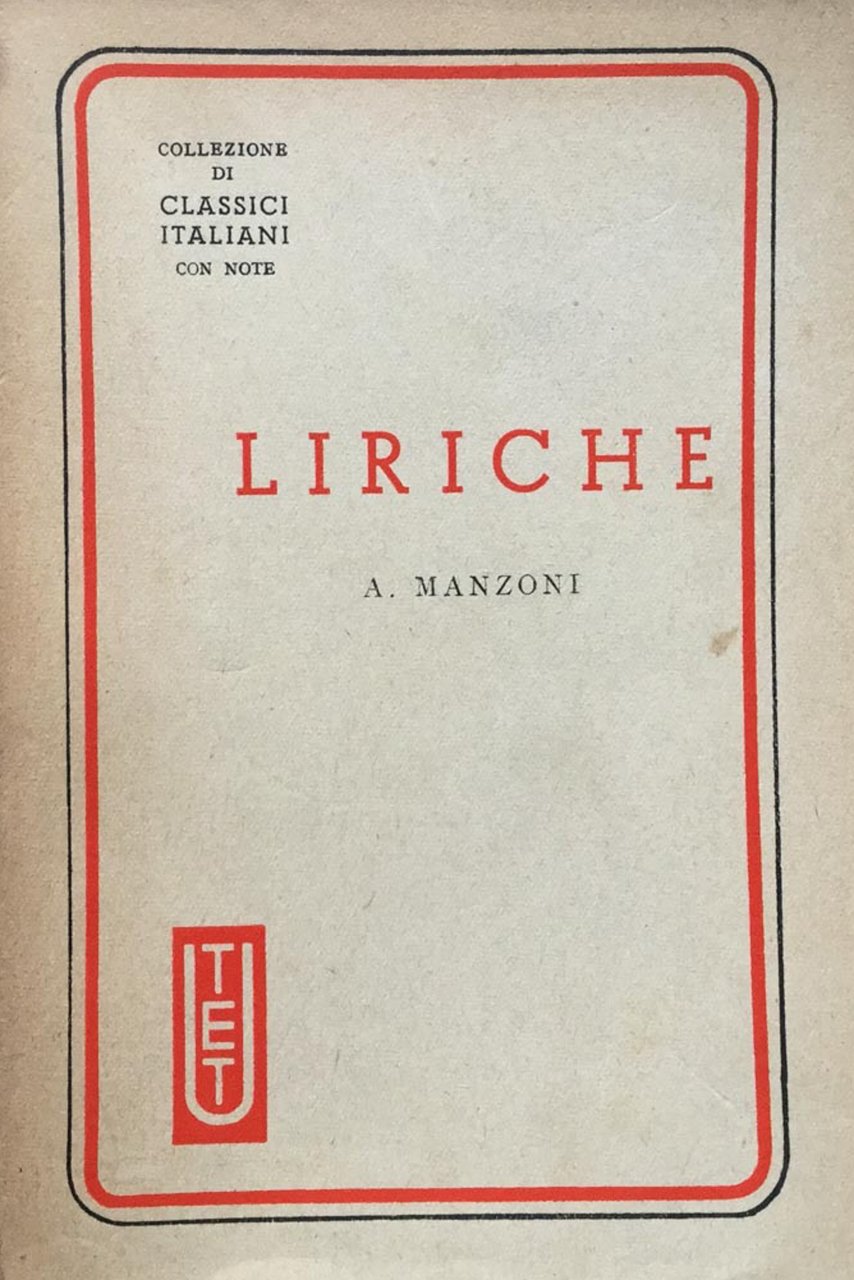 COLLEZIONE
DI
CLASSICI
ITALIANI
CON NOTE
LIRICHE
A. MANZONI
UTET